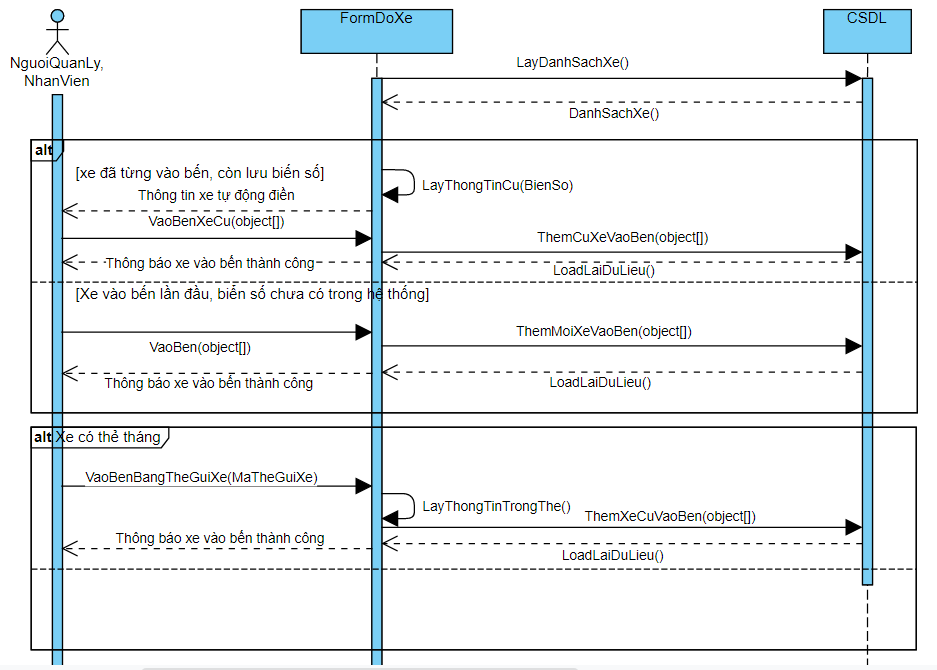 FormDoXe
CSDL
NguoiQuanLy,
NhanVien
LayDanhSachXe()
DanhSachXe()
alt
[xe đã từng vào bến, còn lưu biển số]
LayThongTinCu(BienSo)
Thông tin xe tự động điền
VaoBenXeCu(object[])
ThemCuXeVaoBen(object[])
Thông báo xe vào bến thành công
LoadLaiDuLieu()
[Xe vào bến lần đầu, biển số chưa có trong hệ thống]
ThemMoiXeVaoBen(object[])
VaoBen(object[])
Thông báo xe vào bến thành công
LoadLaiDuLieu()
alt Xe có thẻ tháng
VaoBenBangTheGuiXe(MaTheGuiXe)
LayThongTinTrongThe()
ThemXeCuVaoBen(object[])
Thông báo xe vào bến thành công
LoadLaiDuLieu()